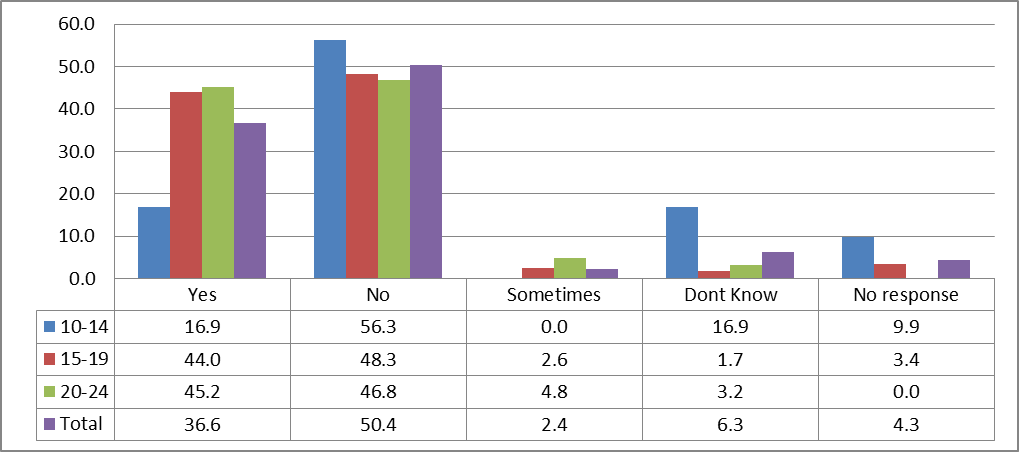 60.0
50.0
40.0
30.0
20.0
10.0
0.0
Yes No Sometimes Dont Know No response
10-14 16.9 56.3 0.0 16.9 9.9
15-19 44.0 48.3 2.6 1.7 3.4
20-24 45.2 46.8 4.8 3.2 0.0
Total 36.6 50.4 2.4 6.3 4.3